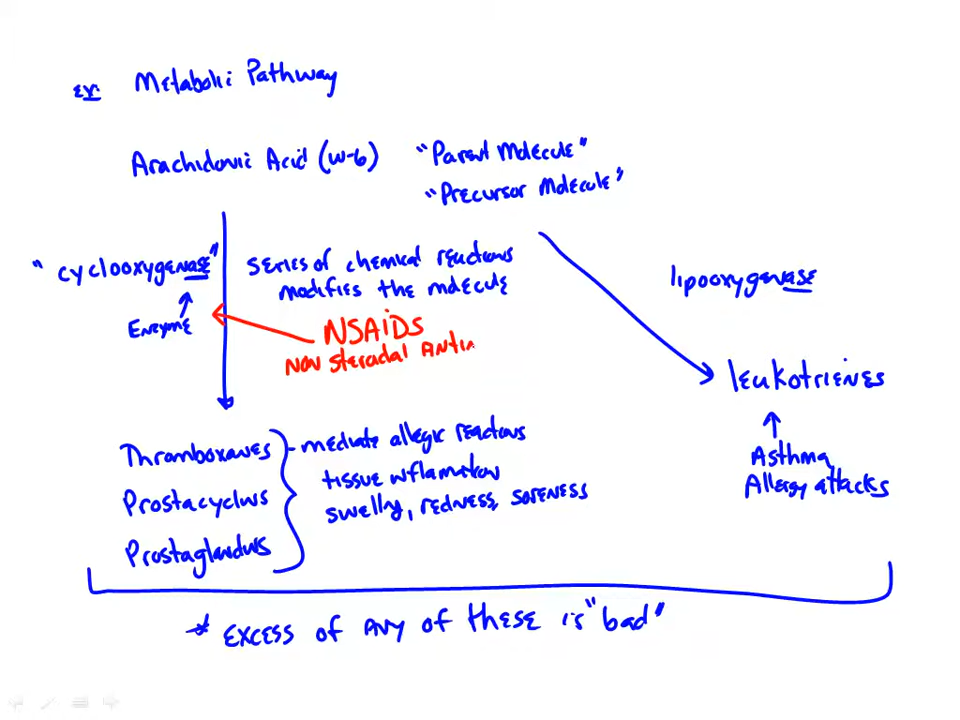 ex: Metabolic Pathway
Arachidonic Acid (w-6) "Parent Molecule"
"Precursor Molecule"
"cyclooxygenase"
series of chemical reactions
modifies the molecule
lipooxygenase
Enzyme
NSAIDS
Non Steroidal Anti
leukotrienes
Asthma
Allergy attacks
Thromboxanes - mediate allergic reactions
tissue inflamation
Prostacyclins
swelling, redness, soreness
Prostaglandins
* Excess of any of these is "bad"